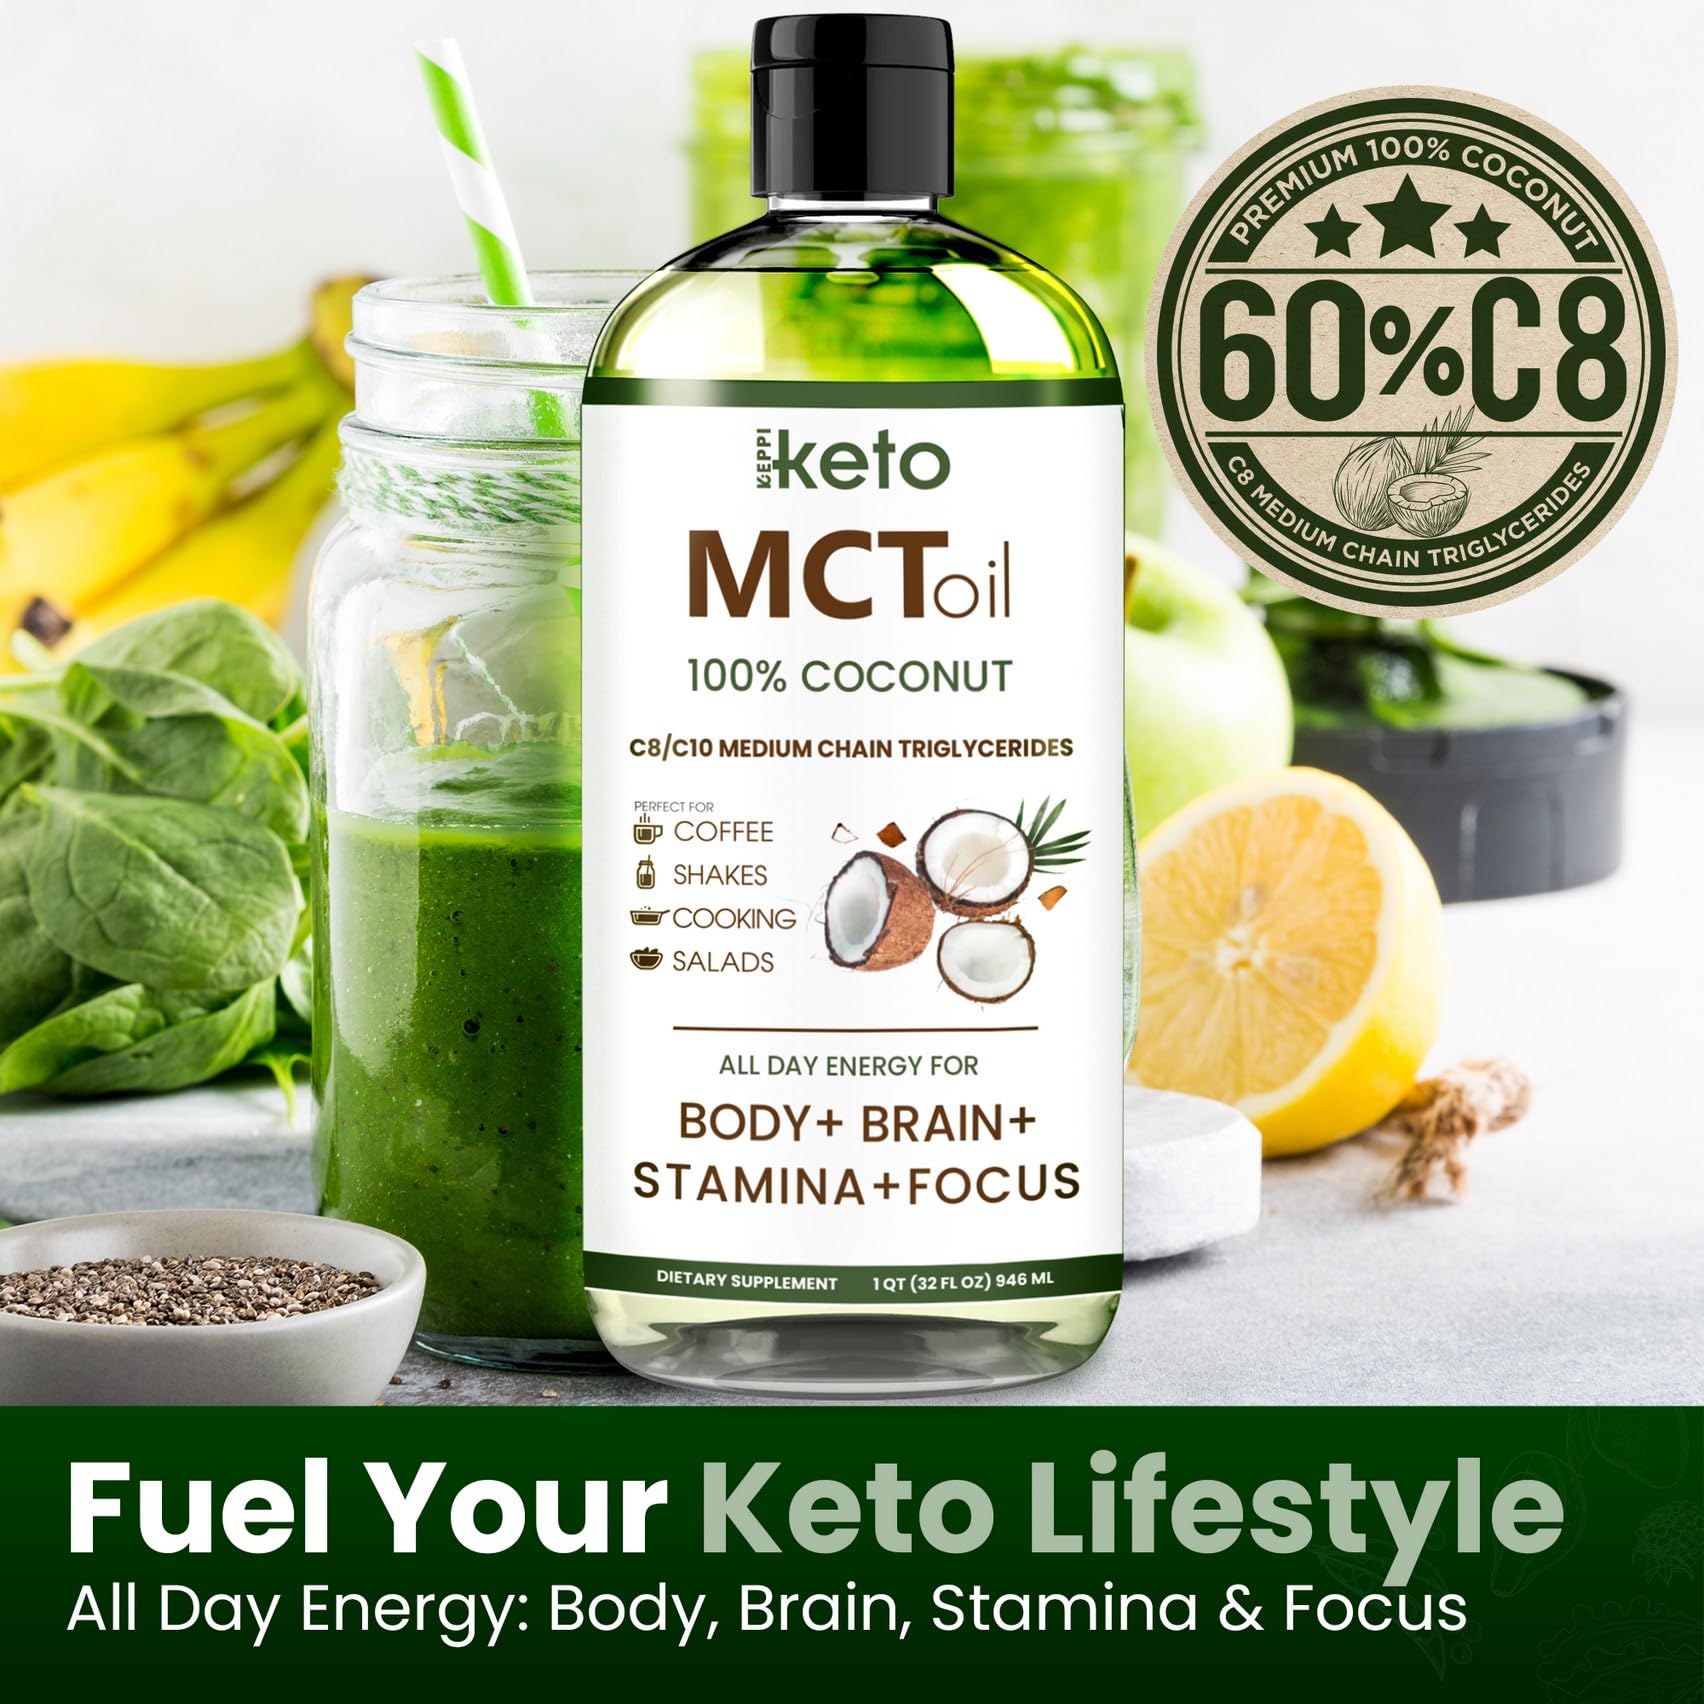 KEPPI keto
MCToil
100% COCONUT
C8/C10 MEDIUM CHAIN TRIGLYCERIDES
PERFECT FOR
COFFEE
SHAKES
COOKING
SALADS
ALL DAY ENERGY FOR
BODY+ BRAIN+
STAMINA+FOCUS
DIETARY SUPPLEMENT 1 QT (32 FL OZ) 946 ML
PREMIUM 100% COCONUT
60%C8
C8 MEDIUM CHAIN TRIGLYCERIDES
Fuel Your Keto Lifestyle
All Day Energy: Body, Brain, Stamina & Focus